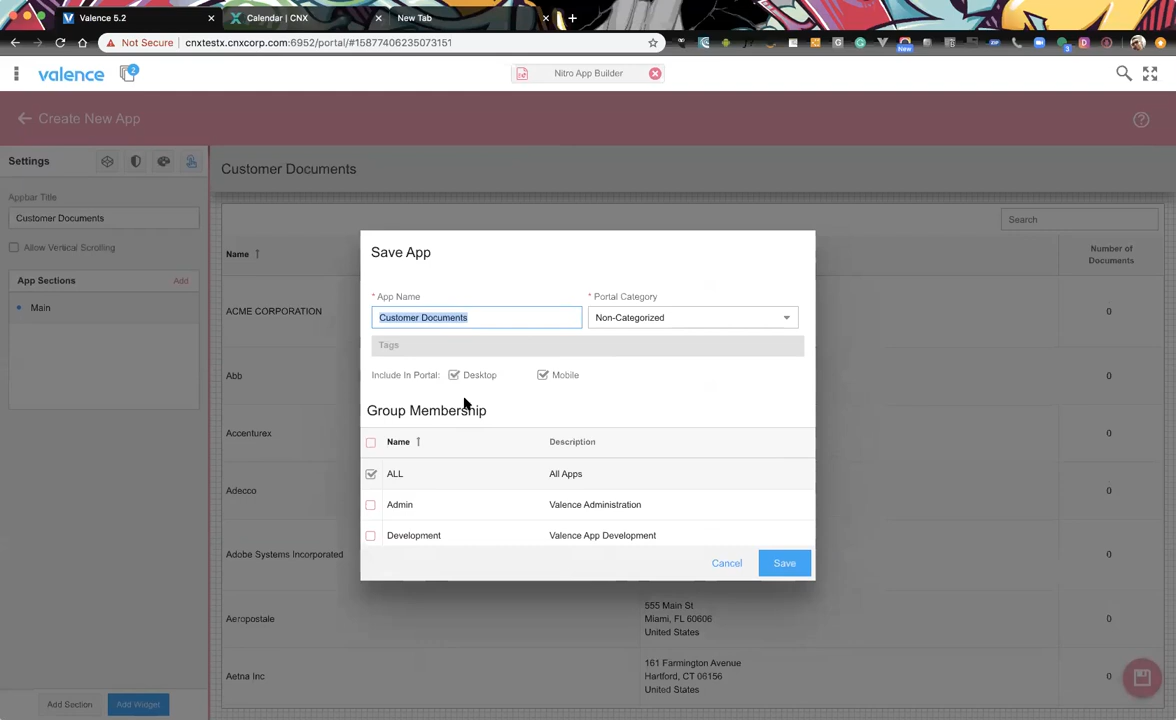 Valence 5.2
Calendar | CNX
New Tab
Not Secure
cnxtestx.cnxcorp.com:6952/portal/#15877406235073151
New
3
valence
2
Nitro App Builder
Create New App
Settings
Customer Documents
Appbar Title
Customer Documents
Allow Vertical Scrolling
App Sections
Add
Main
Add Section
Add Widget
Search
Name
Number of
Documents
ACME CORPORATION
0
Abb
0
Accenturex
0
Adecco
0
Adobe Systems Incorporated
0
Aeropostale
555 Main St
Miami, FL 60606
United States
0
Aetna Inc
161 Farmington Avenue
Hartford, CT 06156
United States
0
Save App
* App Name
* Portal Category
Customer Documents
Non-Categorized
Tags
Include In Portal:
Desktop
Mobile
Group Membership
Name
Description
ALL
All Apps
Admin
Valence Administration
Development
Valence App Development
Cancel
Save